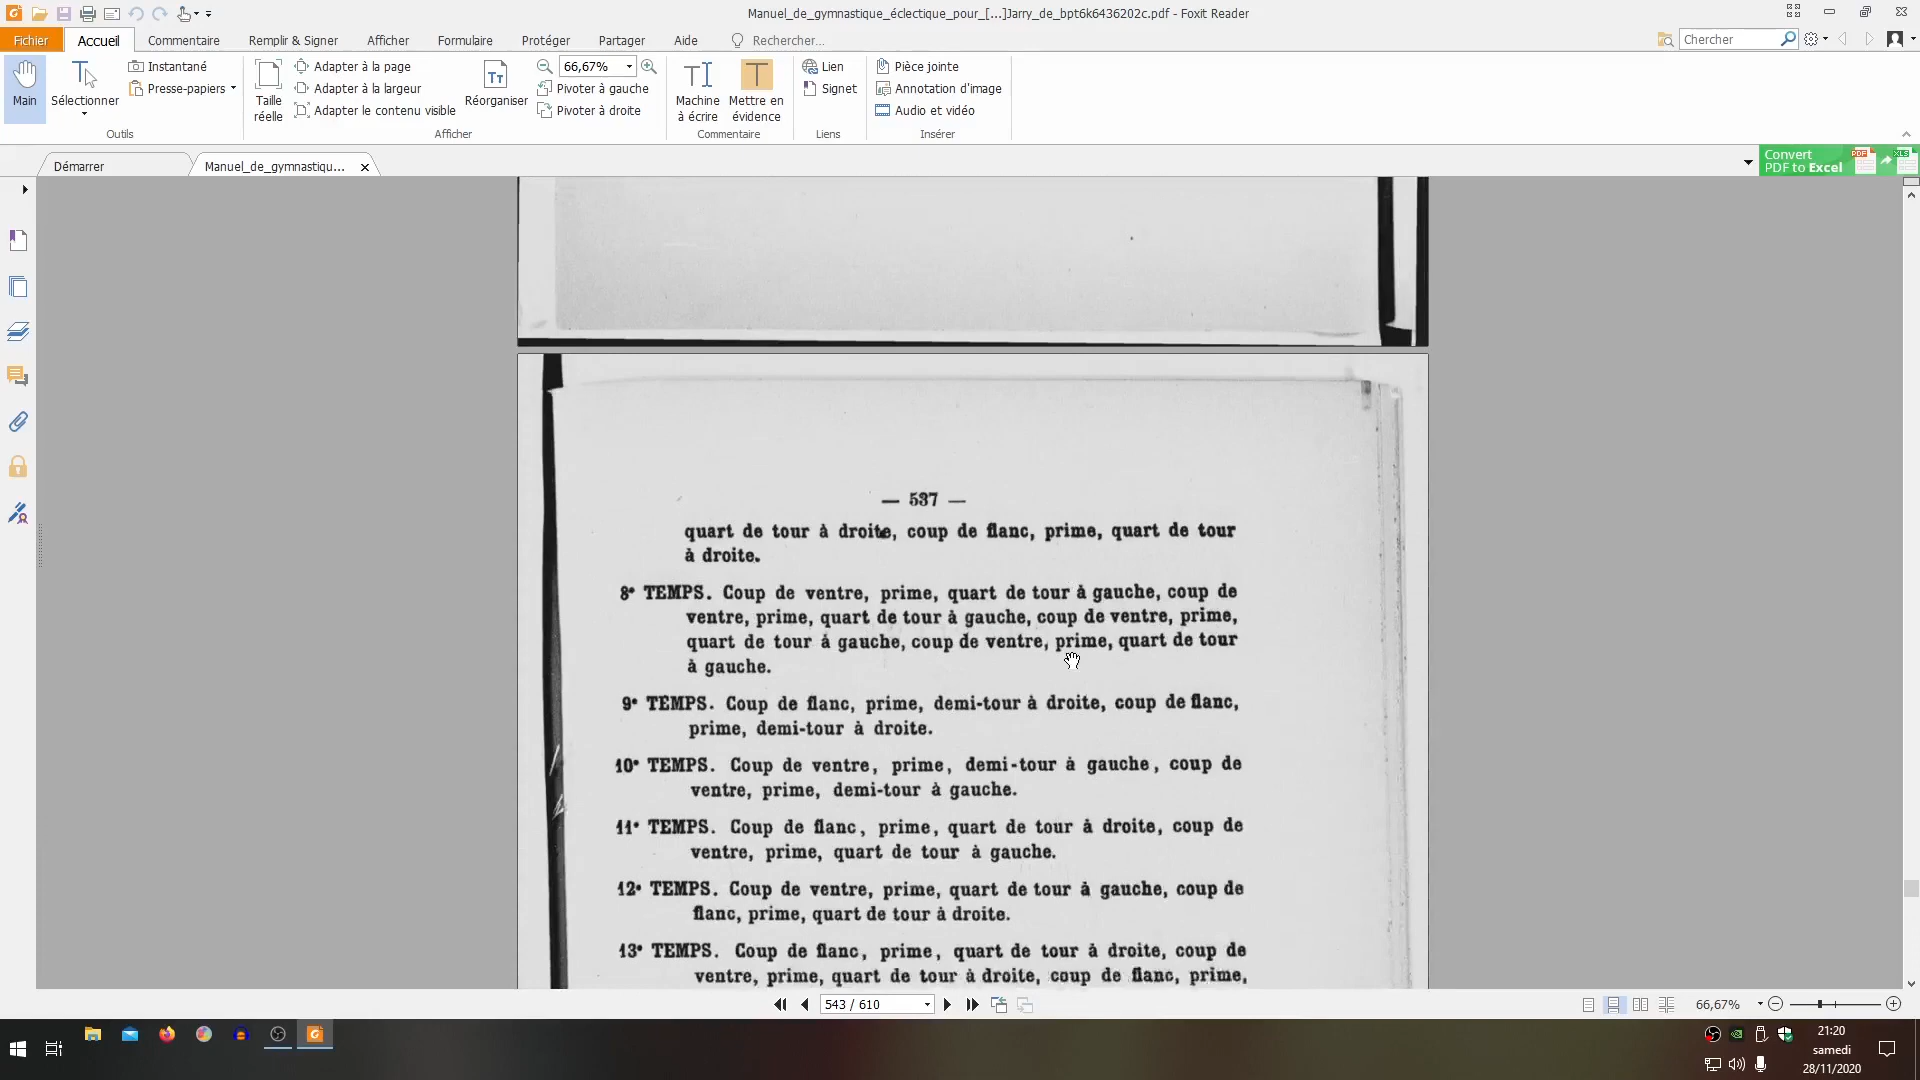 Manuel_de_gymnastique_éclectique_pour_[...]Jarry_de_bpt6k6436202c.pdf - Foxit Reader
Fichier Accueil Commentaire Remplir & Signer Afficher Formulaire Protéger Partager Aide Rechercher... Chercher
Main
Sélectionner
Instantané
Presse-papiers
Outils
Taille réelle
Adapter à la page
Adapter à la largeur
Adapter le contenu visible
Réorganiser
66,67%
Pivoter à gauche
Pivoter à droite
Afficher
Machine à écrire
Mettre en évidence
Commentaire
Lien
Signet
Liens
Pièce jointe
Annotation d'image
Audio et vidéo
Insérer
Démarrer
Manuel_de_gymnastiqu...
Convert
PDF to Excel
PDF
XLS
— 537 —
quart de tour à droite, coup de flanc, prime, quart de tour
à droite.
8e TEMPS. Coup de ventre, prime, quart de tour à gauche, coup de
ventre, prime, quart de tour à gauche, coup de ventre, prime,
quart de tour à gauche, coup de ventre, prime, quart de tour
à gauche.
9e TEMPS. Coup de flanc, prime, demi-tour à droite, coup de flanc,
prime, demi-tour à droite.
10e TEMPS. Coup de ventre, prime, demi-tour à gauche, coup de
ventre, prime, demi-tour à gauche.
11e TEMPS. Coup de flanc, prime, quart de tour à droite, coup de
ventre, prime, quart de tour à gauche.
12e TEMPS. Coup de ventre, prime, quart de tour à gauche, coup de
flanc, prime, quart de tour à droite.
13e TEMPS. Coup de flanc, prime, quart de tour à droite, coup de
ventre, prime, quart de tour à droite, coup de flanc, prime,
543 / 610
66,67%
21:20
samedi
28/11/2020